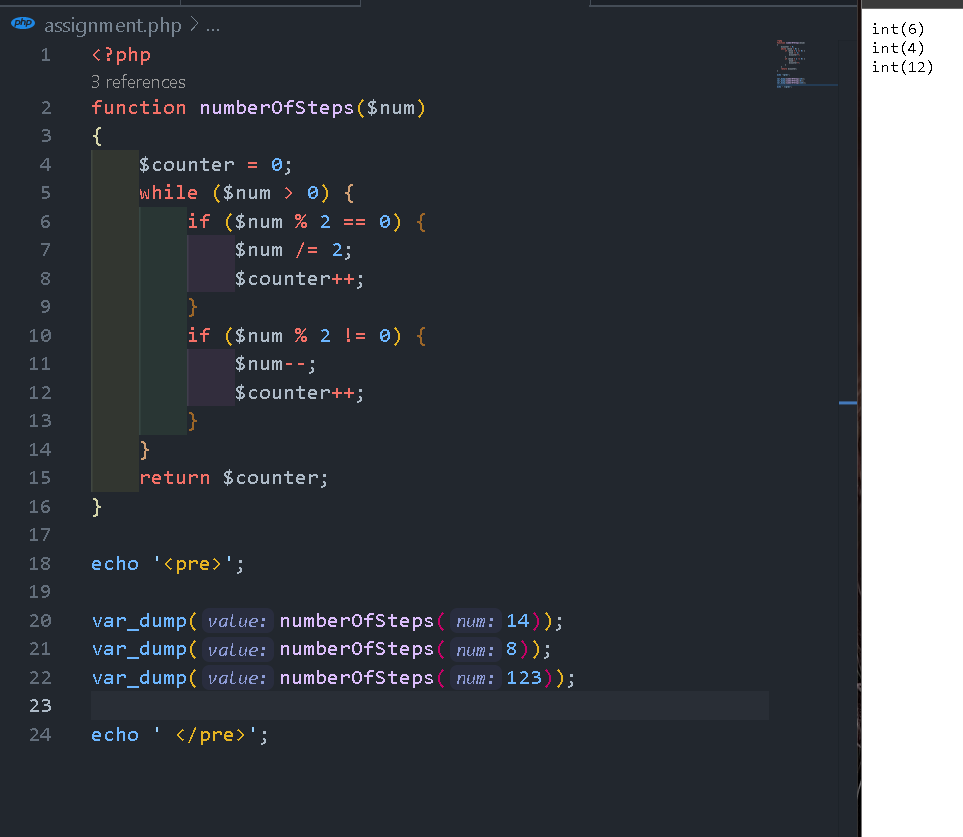 php assignment.php > ...
1 <?php
3 references
2 function numberOfSteps($num)
3 {
4     $counter = 0;
5     while ($num > 0) {
6         if ($num % 2 == 0) {
7             $num /= 2;
8             $counter++;
9         }
10         if ($num % 2 != 0) {
11             $num--;
12             $counter++;
13         }
14     }
15     return $counter;
16 }
17
18 echo '<pre>';
19
20 var_dump(value: numberOfSteps(num: 14));
21 var_dump(value: numberOfSteps(num: 8));
22 var_dump(value: numberOfSteps(num: 123));
23
24 echo ' </pre>';
int(6)
int(4)
int(12)